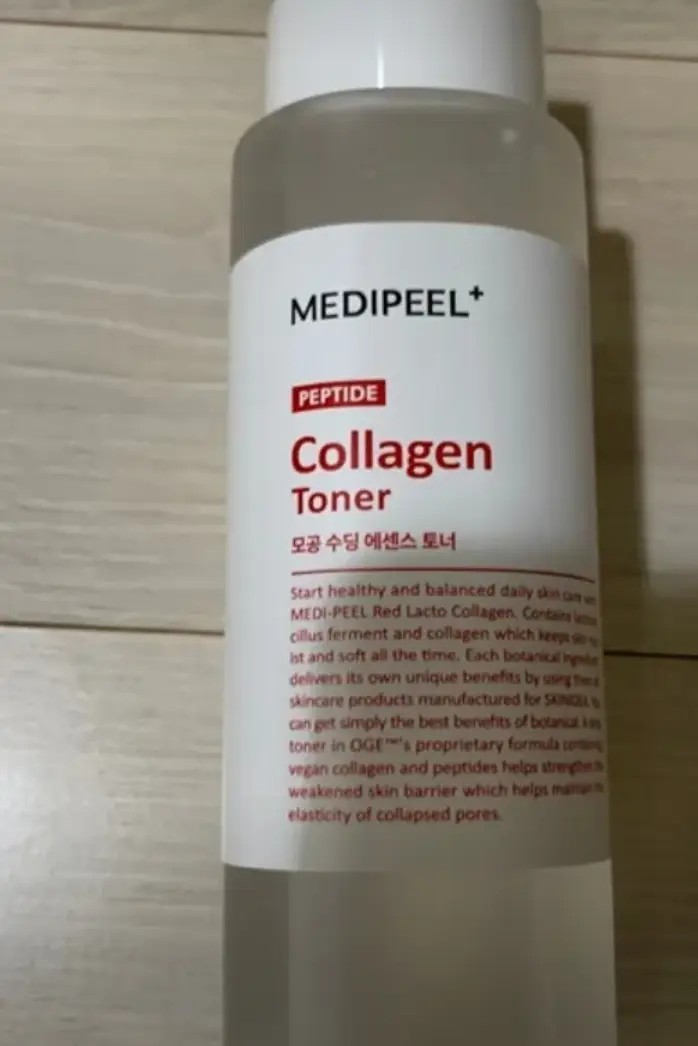 MEDIPEEL+
PEPTIDE
Collagen
Toner
모공 수딩 에센스 토너
Start healthy and balanced daily skin care
MEDI-PEEL Red Lacto Collagen. Contains
cillus ferment and collagen which keeps skin
ist and soft all the time. Each botanical
delivers its own unique benefits by using
skincare products manufactured for
can get simply the best benefits of botanical.
toner in OGE™'s proprietary formula
vegan collagen and peptides helps strengthen
weakened skin barrier which helps maintain
elasticity of collapsed pores.